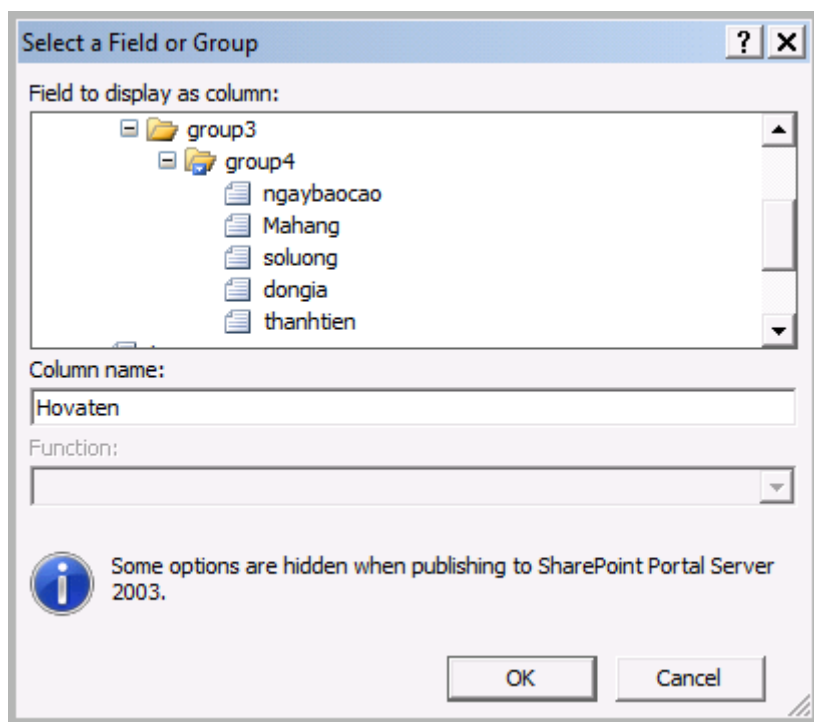 Select a Field or Group
Field to display as column:
group3
group4
ngaybaocao
Mahang
soluong
dongia
thanhtien
Column name:
Hovaten
Function:
Some options are hidden when publishing to SharePoint Portal Server
2003.
OK Cancel